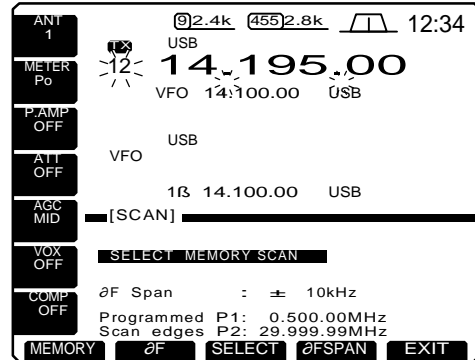 ANT
1
9 2.4k 455 2.8k 12:34
TX USB
METER
Po
12 14.195.00
VFO 14.100.00 USB
P.AMP
OFF
USB
ATT
OFF
VFO
1ß 14.100.00 USB
AGC
MID
[SCAN]
VOX
OFF
SELECT MEMORY SCAN
COMP
OFF
∂F Span : ± 10kHz
Programmed P1: 0.500.00MHz
Scan edges P2: 29.999.99MHz
MEMORY ∂F SELECT ∂FSPAN EXIT